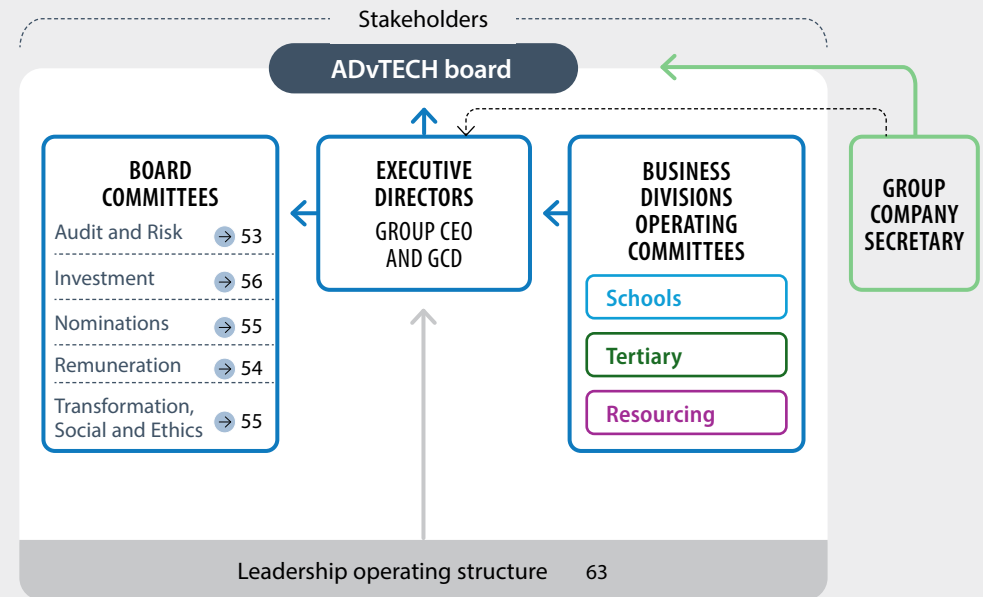 Stakeholders
ADvTECH board
BOARD
COMMITTEES
Audit and Risk 53
Investment 56
Nominations 55
Remuneration 54
Transformation,
Social and Ethics 55
EXECUTIVE
DIRECTORS
GROUP CEO
AND GCD
BUSINESS
DIVISIONS
OPERATING
COMMITTEES
Schools
Tertiary
Resourcing
GROUP
COMPANY
SECRETARY
Leadership operating structure 63